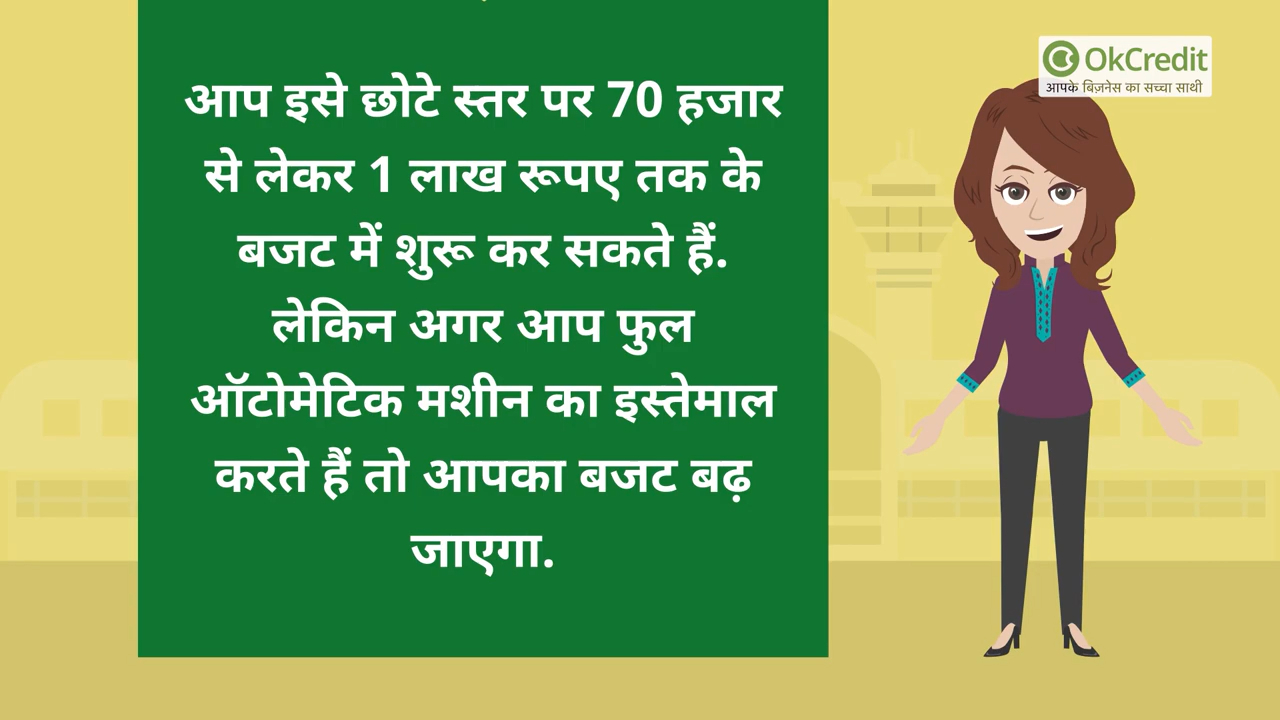 OkCredit
आपके बिज़नेस का सच्चा साथी
आप इसे छोटे स्तर पर 70 हजार
से लेकर 1 लाख रूपए तक के
बजट में शुरू कर सकते हैं.
लेकिन अगर आप फुल
ऑटोमेटिक मशीन का इस्तेमाल
करते हैं तो आपका बजट बढ़
जाएगा.